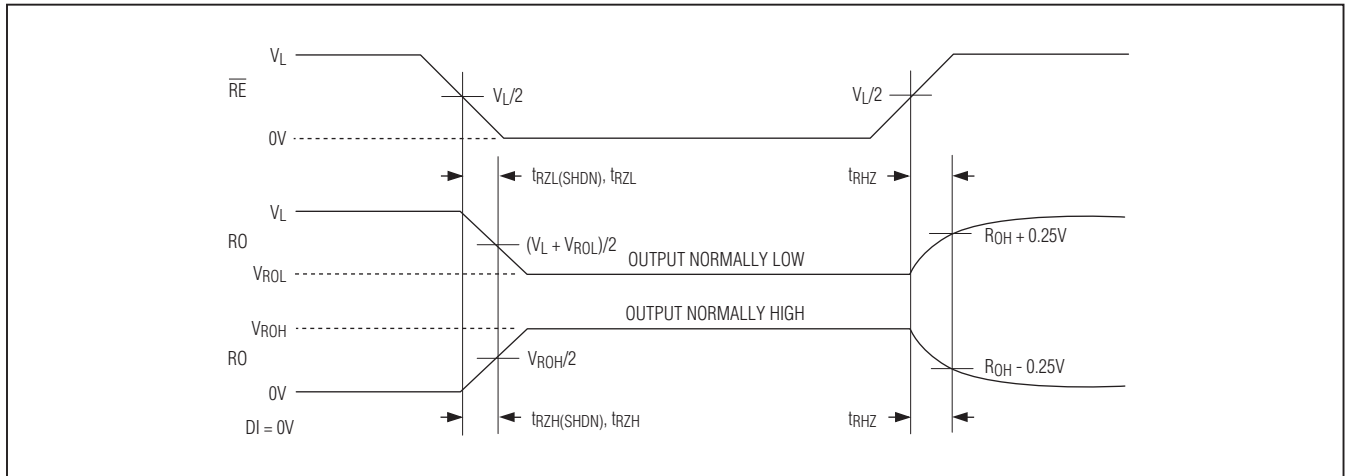 VL
RE
VL/2
VL/2
0V
tRZL(SHDN), tRZL
tRHZ
VL
RO
(VL + VROL)/2
ROH + 0.25V
OUTPUT NORMALLY LOW
VROL
OUTPUT NORMALLY HIGH
VROH
RO
VROH/2
ROH - 0.25V
0V
tRZH(SHDN), tRZH
tRHZ
DI = 0V